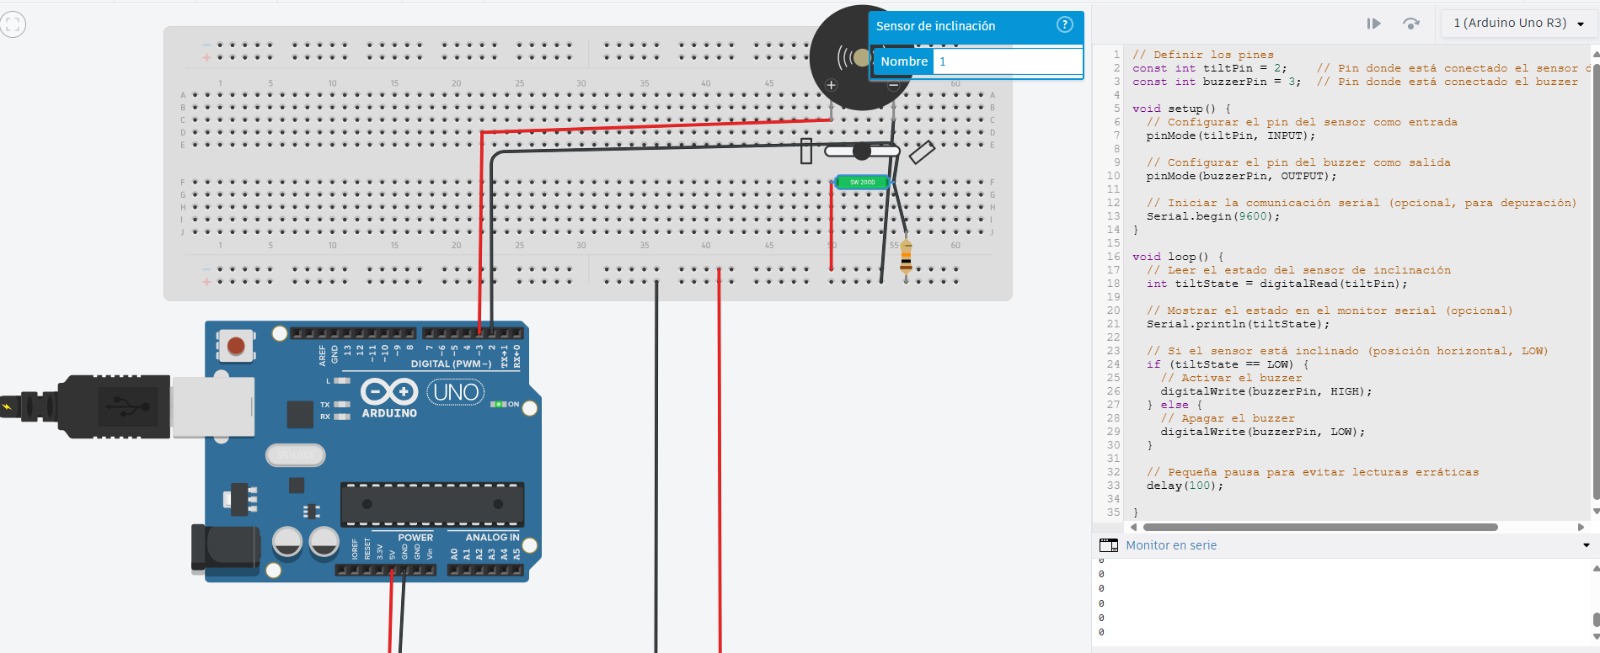 Sensor de inclinación
?
Nombre 1
+ −
1 5 10 15 20 25 30 35 40 45 60
A B C D E
SW 200D
F G H I J
1 5 10 15 20 25 30 35 40 45 50 55 60
AREF GND 13 12 ~11 ~10 ~9 8 7 ~6 ~5 4 ~3 2 TX→1 RX←0
DIGITAL (PWM~)
L
TX
RX
UNO
ARDUINO
ON
POWER ANALOG IN
IOREF RESET 3.3V 5V GND GND Vin A0 A1 A2 A3 A4 A5
1 (Arduino Uno R3)
1 // Definir los pines
2 const int tiltPin = 2; // Pin donde está conectado el sensor d
3 const int buzzerPin = 3; // Pin donde está conectado el buzzer
4
5 void setup() {
6 // Configurar el pin del sensor como entrada
7 pinMode(tiltPin, INPUT);
8
9 // Configurar el pin del buzzer como salida
10 pinMode(buzzerPin, OUTPUT);
11
12 // Iniciar la comunicación serial (opcional, para depuración)
13 Serial.begin(9600);
14 }
15
16 void loop() {
17 // Leer el estado del sensor de inclinación
18 int tiltState = digitalRead(tiltPin);
19
20 // Mostrar el estado en el monitor serial (opcional)
21 Serial.println(tiltState);
22
23 // Si el sensor está inclinado (posición horizontal, LOW)
24 if (tiltState == LOW) {
25 // Activar el buzzer
26 digitalWrite(buzzerPin, HIGH);
27 } else {
28 // Apagar el buzzer
29 digitalWrite(buzzerPin, LOW);
30 }
31
32 // Pequeña pausa para evitar lecturas erráticas
33 delay(100);
34
35 }
Monitor en serie
0
0
0
0
0
0